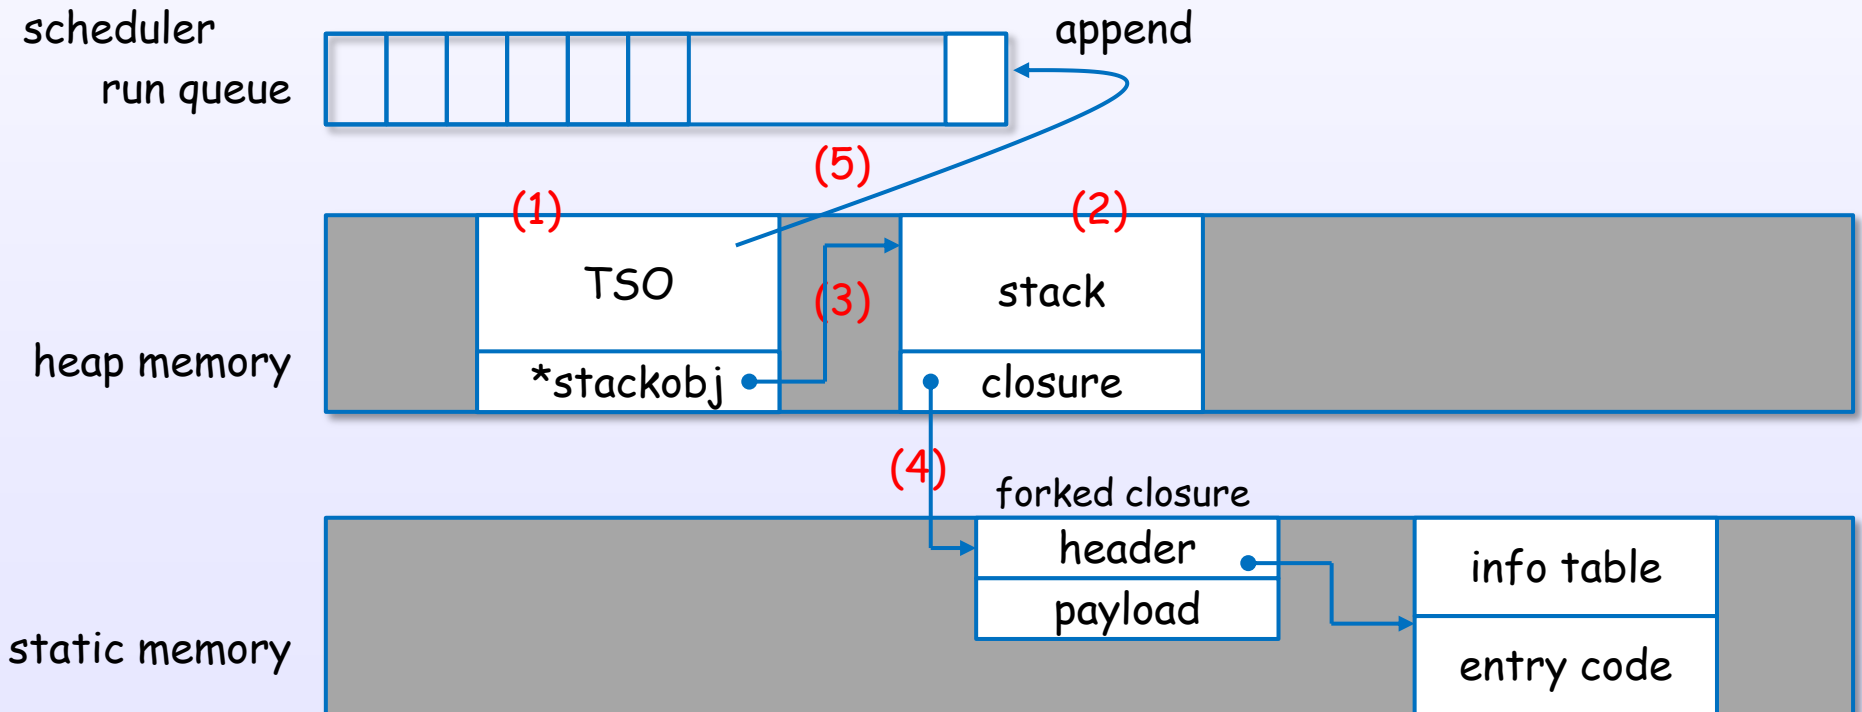 scheduler
run queue
append
(5)
(1)
(2)
TSO
(3)
stack
heap memory
*stackobj
closure
(4)
forked closure
header
info table
payload
static memory
entry code